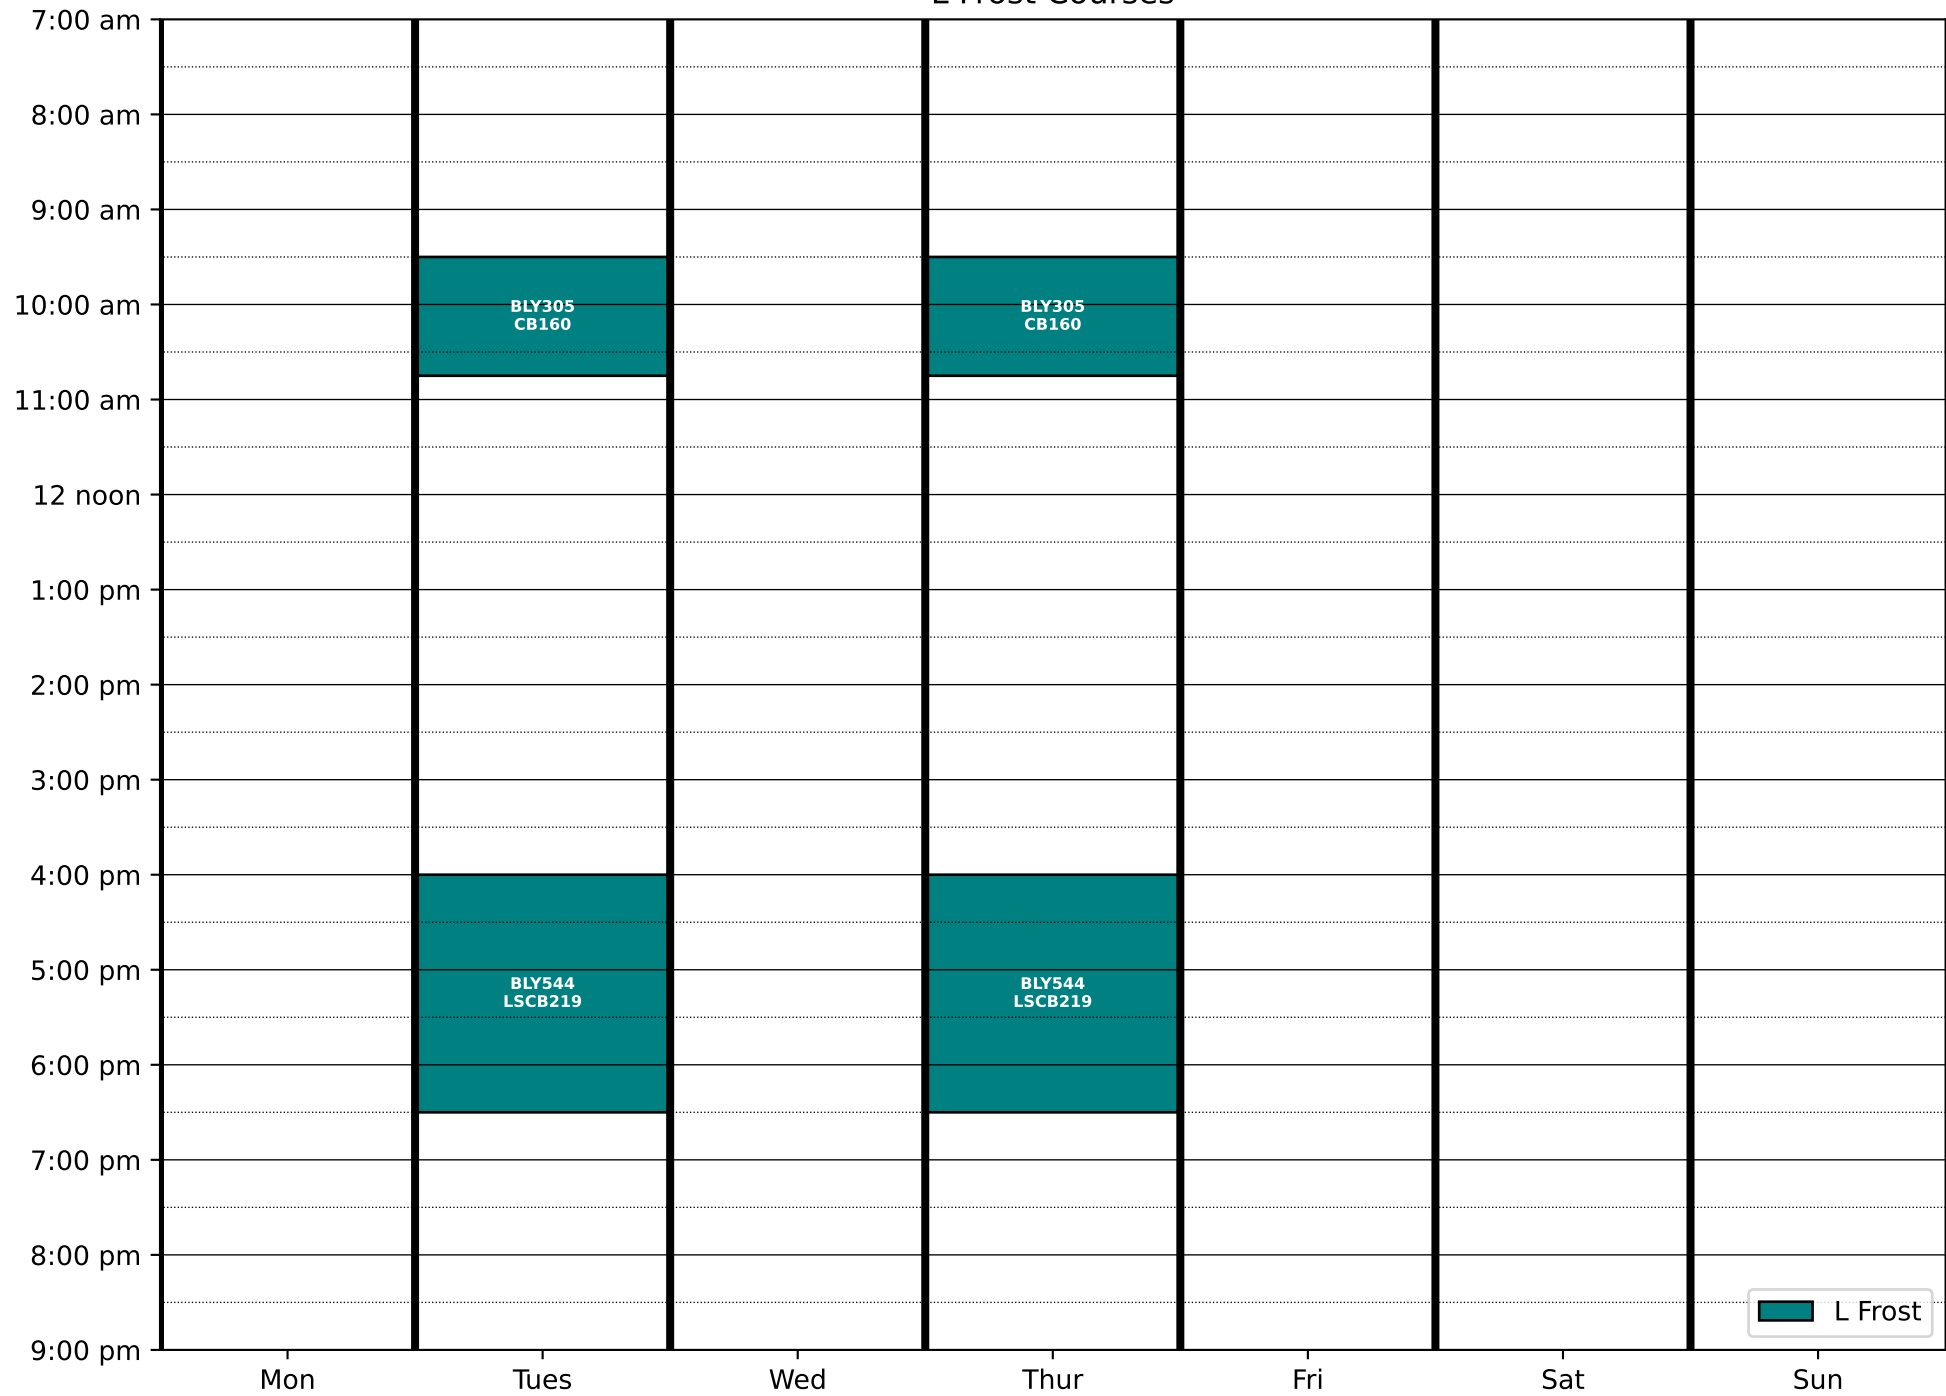 L Frost Courses
7:00 am
8:00 am
9:00 am
10:00 am
11:00 am
12 noon
1:00 pm
2:00 pm
3:00 pm
4:00 pm
5:00 pm
6:00 pm
7:00 pm
8:00 pm
9:00 pm
BLY305
CB160
BLY305
CB160
BLY544
LSCB219
BLY544
LSCB219
L Frost
Mon Tues Wed Thur Fri Sat Sun